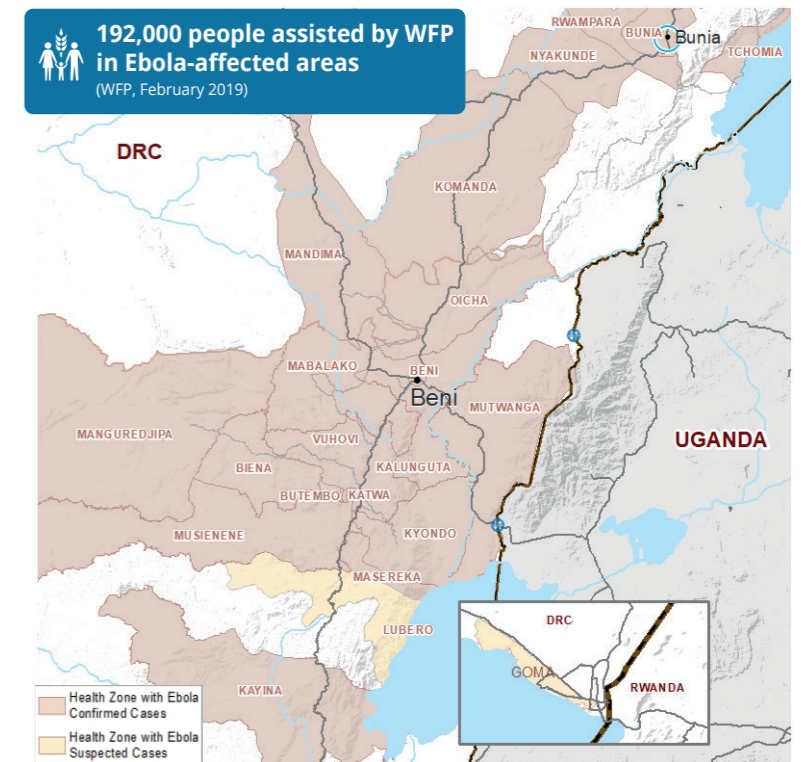 192,000 people assisted by WFP
in Ebola-affected areas
(WFP, February 2019)
RWAMPARA
BUNIA
Bunia
NYAKUNDE
TCHOMIA
DRC
KOMANDA
MANDIMA
OICHA
MABALAKO
BENI
Beni
MUTWANGA
MANGUREDJIPA
VUHOVI
UGANDA
BIENA
KALUNGUTA
BUTEMBO
KATWA
MUSIENENE
KYONDO
MASEREKA
LUBERO
KAYINA
DRC
GOMA
RWANDA
Health Zone with Ebola
Confirmed Cases
Health Zone with Ebola
Suspected Cases